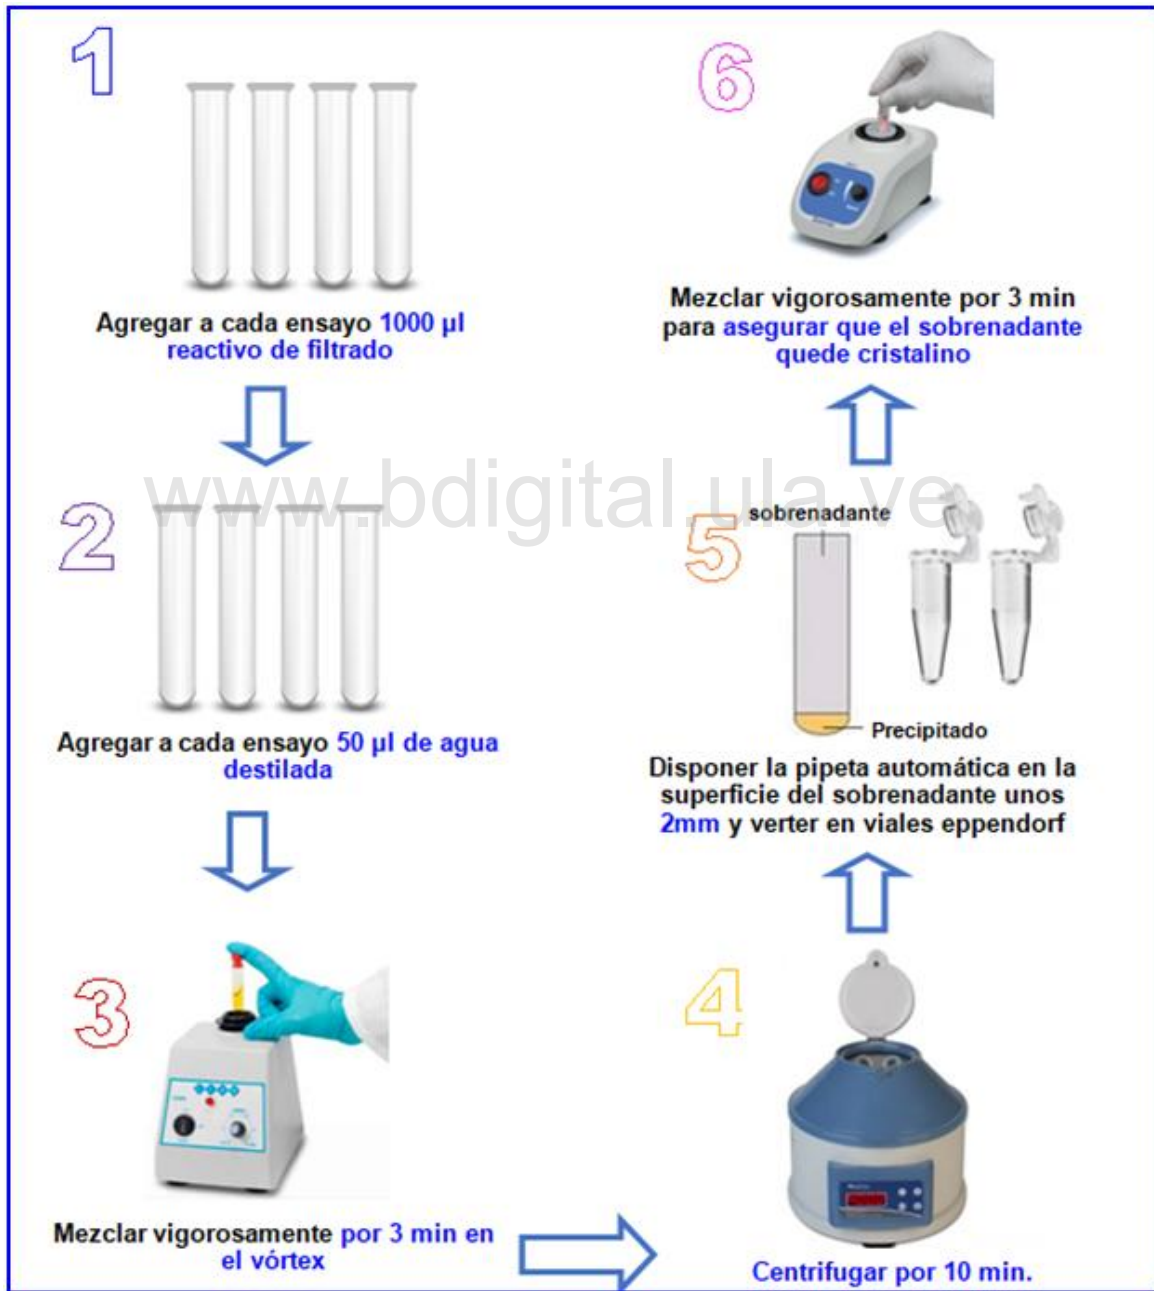 1
Agregar a cada ensayo 1000 µl
reactivo de filtrado
2
Agregar a cada ensayo 50 µl de agua
destilada
3
Mezclar vigorosamente por 3 min en
el vórtex
4
Centrifugar por 10 min.
5
sobrenadante
Precipitado
Disponer la pipeta automática en la
superficie del sobrenadante unos
2mm y verter en viales eppendorf
6
Mezclar vigorosamente por 3 min
para asegurar que el sobrenadante
quede cristalino
www.bdigital.ula.ve